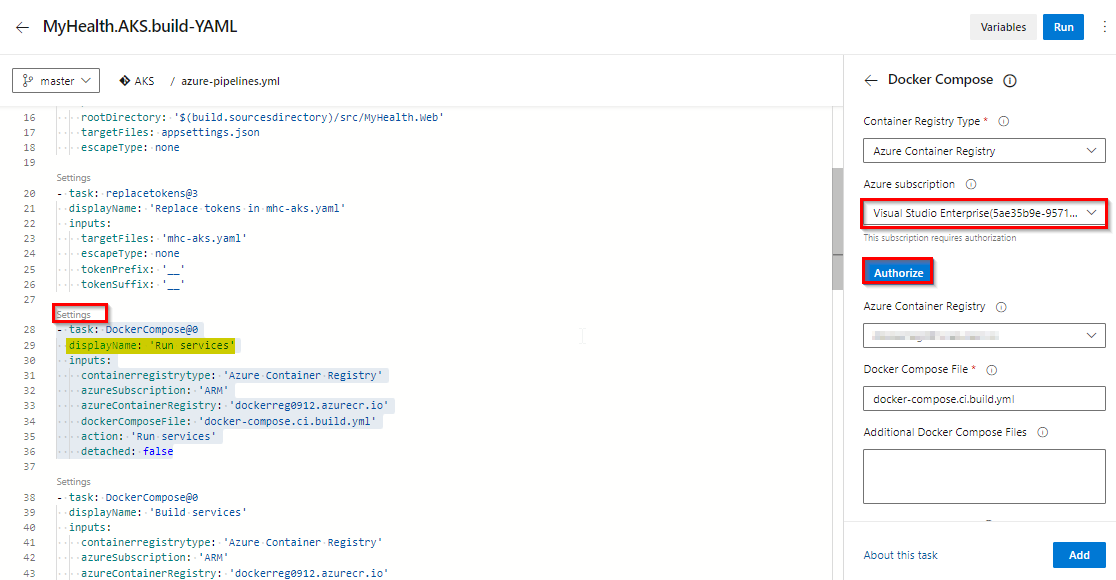 MyHealth.AKS.build-YAML
Variables
Run
master
AKS / azure-pipelines.yml
16 rootDirectory: '$(build.sourcesdirectory)/src/MyHealth.Web'
17 targetFiles: appsettings.json
18 escapeType: none
19
Settings
20 - task: replacetokens@3
21 displayName: 'Replace tokens in mhc-aks.yaml'
22 inputs:
23 targetFiles: 'mhc-aks.yaml'
24 escapeType: none
25 tokenPrefix: '__'
26 tokenSuffix: '__'
27
Settings
28 - task: DockerCompose@0
29 displayName: 'Run services'
30 inputs:
31 containerregistrytype: 'Azure Container Registry'
32 azureSubscription: 'ARM'
33 azureContainerRegistry: 'dockerreg0912.azurecr.io'
34 dockerComposeFile: 'docker-compose.ci.build.yml'
35 action: 'Run services'
36 detached: false
37
Settings
38 - task: DockerCompose@0
39 displayName: 'Build services'
40 inputs:
41 containerregistrytype: 'Azure Container Registry'
42 azureSubscription: 'ARM'
43 azureContainerRegistry: 'dockerreg0912.azurecr.io'
Docker Compose
Container Registry Type *
Azure Container Registry
Azure subscription
Visual Studio Enterprise(5ae35b9e-9571...
This subscription requires authorization
Authorize
Azure Container Registry
Docker Compose File *
docker-compose.ci.build.yml
Additional Docker Compose Files
About this task
Add